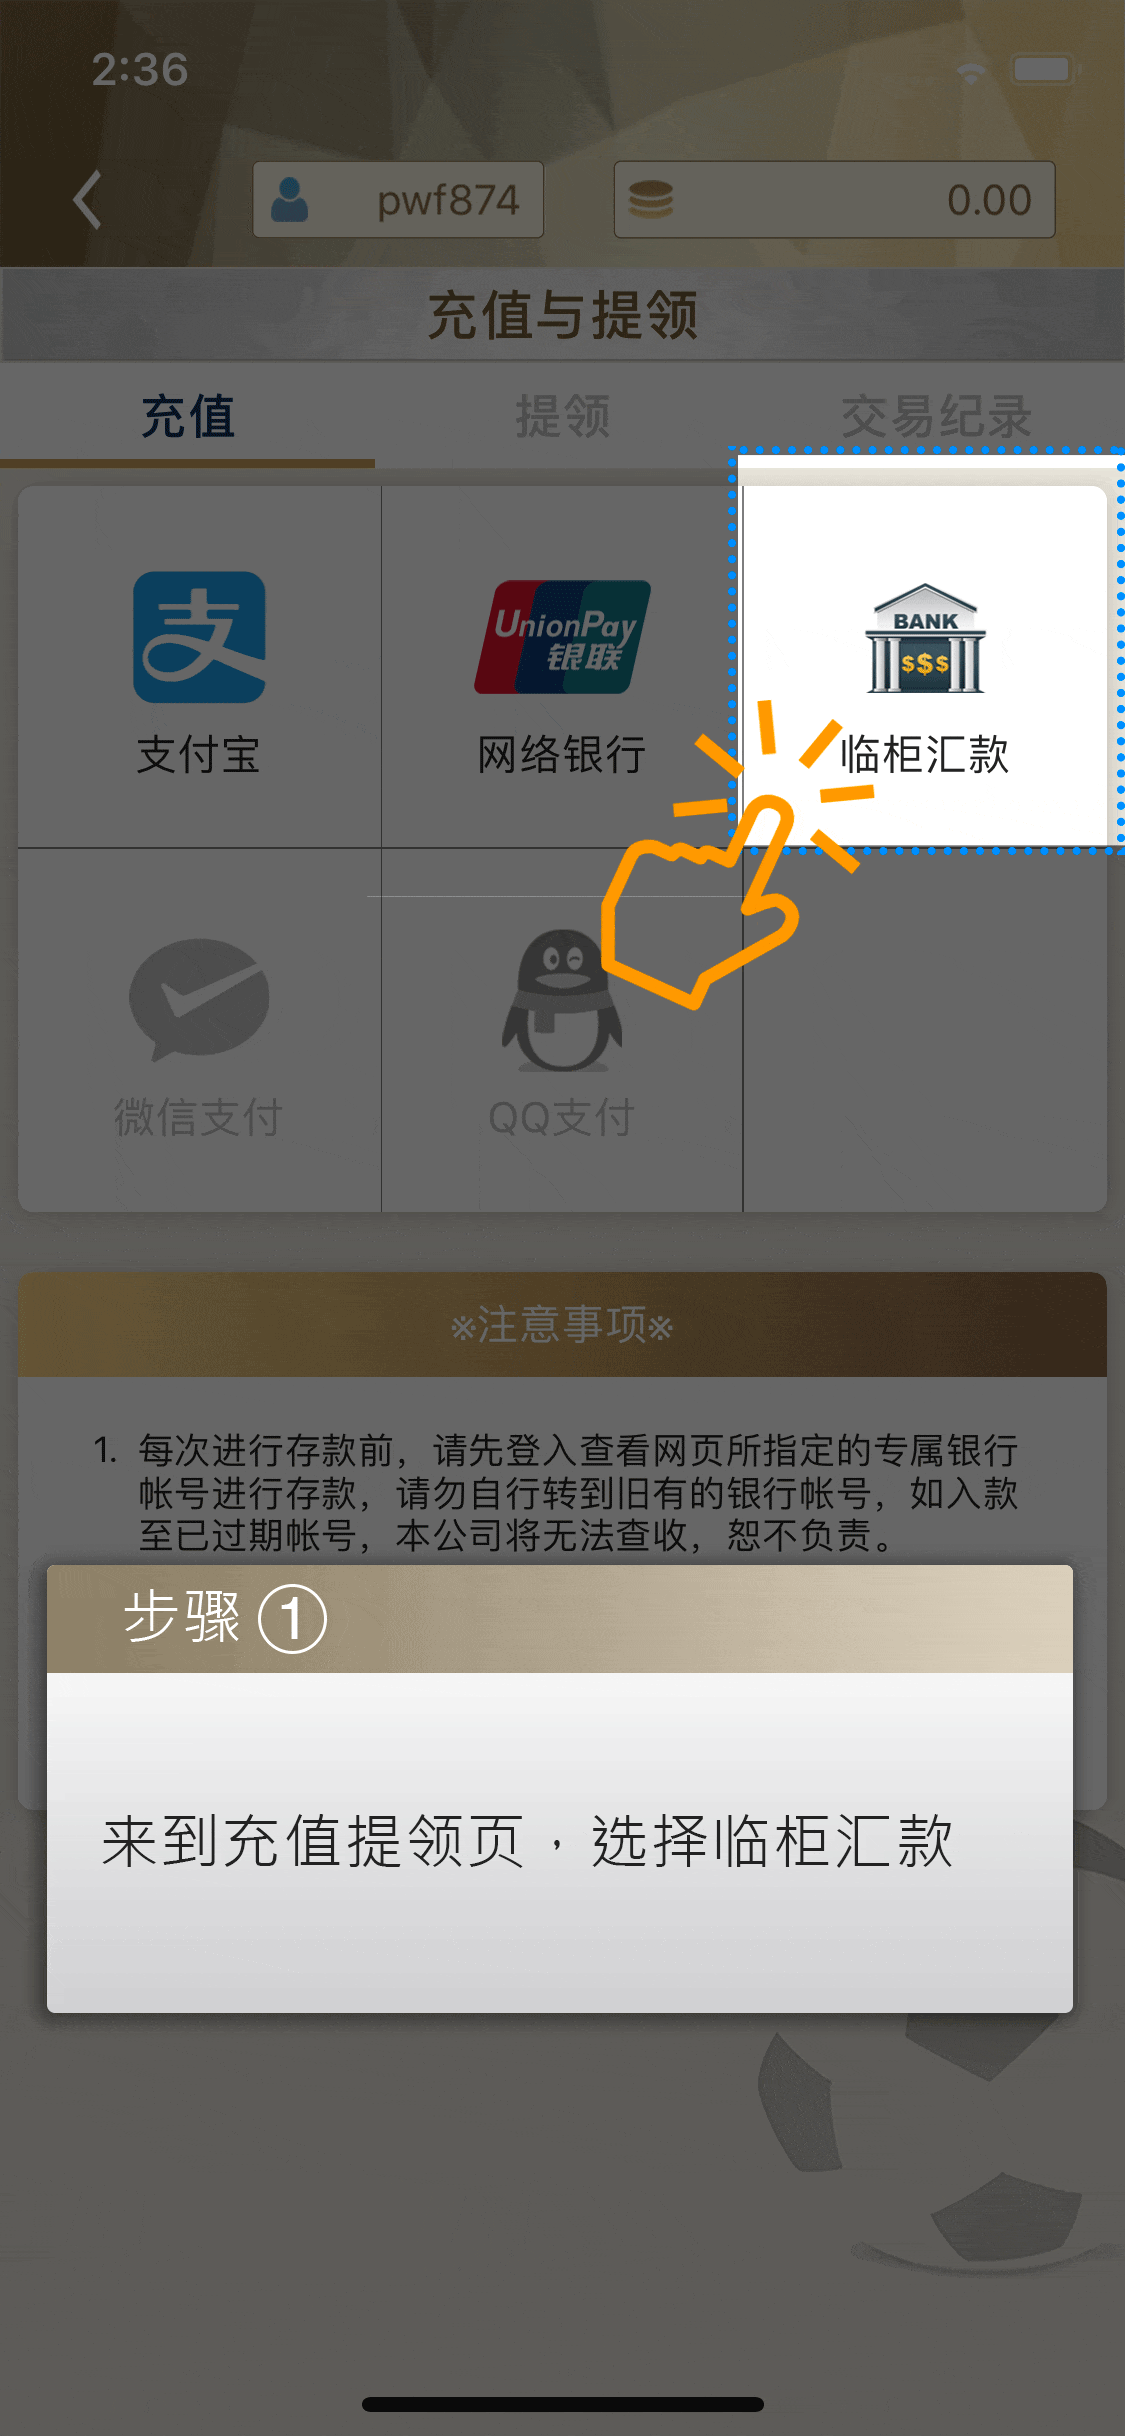 2:36
pwf874
0.00
充值与提领
充值
提领
交易纪录
UnionPay
银联
BANK
$$$
支付宝
网络银行
临柜汇款
微信支付
QQ支付
※注意事项※
1. 每次进行存款前，请先登入查看网页所指定的专属银行
帐号进行存款，请勿自行转到旧有的银行帐号，如入款
至已过期帐号，本公司将无法查收，恕不负责。
步骤 ①
来到充值提领页，选择临柜汇款